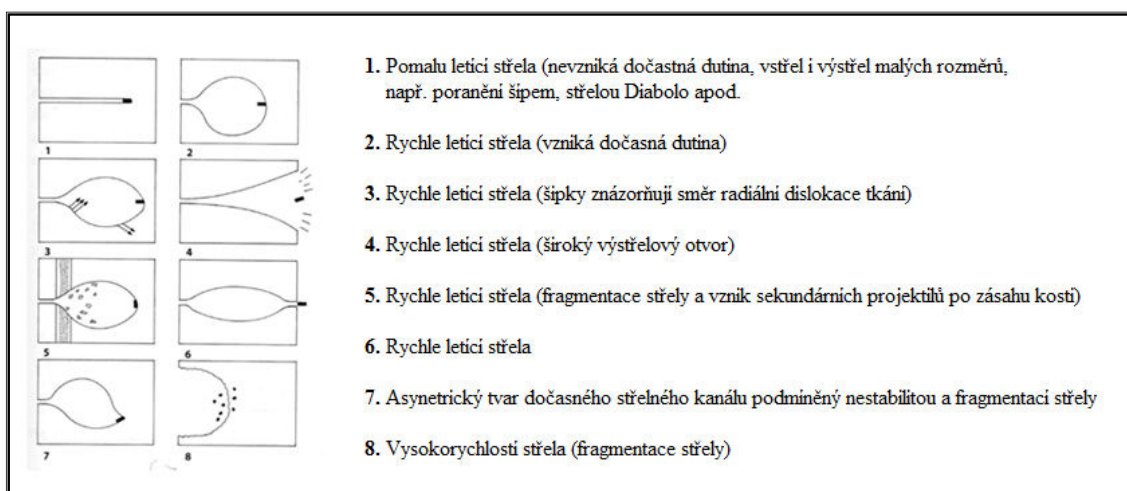 1. Pomalu letící střela (nevzniká dočastná dutina, vstřel i výstřel malých rozměrů,
např. poranění šípem, střelou Diabolo apod.
2. Rychle letící střela (vzniká dočasná dutina)
3. Rychle letící střela (šipky znázorňují směr radiální dislokace tkání)
4. Rychle letící střela (široký výstřelový otvor)
5. Rychle letící střela (fragmentace střely a vznik sekundárních projektilů po zásahu kosti)
6. Rychle letící střela
7. Asynetrický tvar dočasného střelného kanálu podmíněný nestabilitou a fragmentací střely
8. Vysokorychlostí střela (fragmentace střely)
1
2
3
4
5
6
7
8